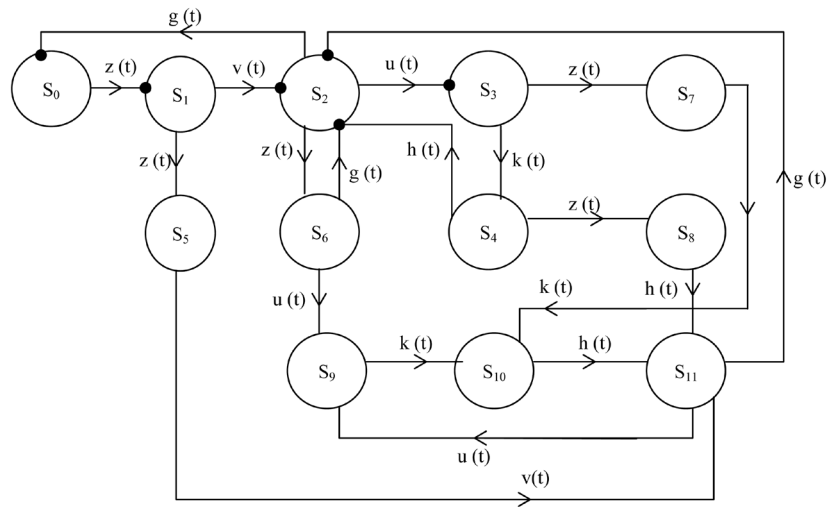 g (t)
z (t)
v (t)
u (t)
z (t)
S0
S1
S2
S3
S7
z (t)
z (t)
g (t)
h (t)
k (t)
g (t)
z (t)
S5
S6
S4
S8
u (t)
k (t)
h (t)
k (t)
h (t)
S9
S10
S11
u (t)
v(t)